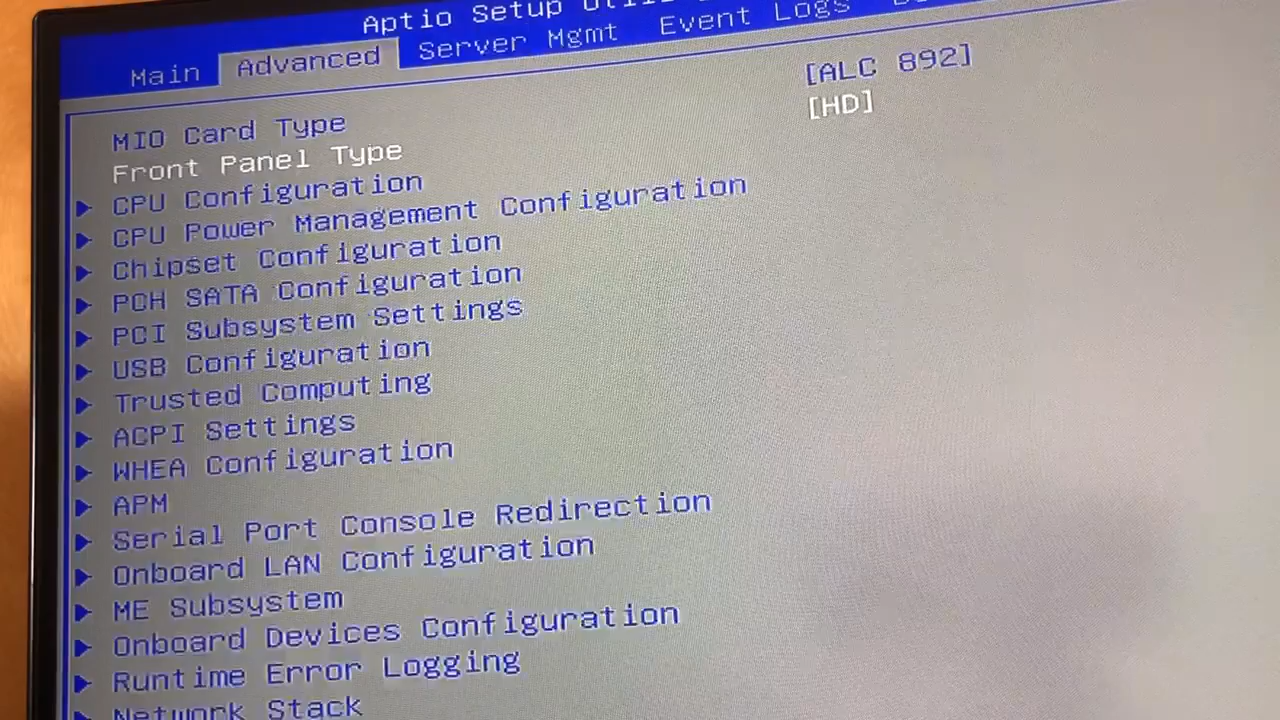 Aptio Setup
Main Advanced Server Mgmt Event Logs
MIO Card Type [ALC 892]
Front Panel Type [HD]
CPU Configuration
CPU Power Management Configuration
Chipset Configuration
PCH SATA Configuration
PCI Subsystem Settings
USB Configuration
Trusted Computing
ACPI Settings
WHEA Configuration
APM
Serial Port Console Redirection
Onboard LAN Configuration
ME Subsystem
Onboard Devices Configuration
Runtime Error Logging
Network Stack